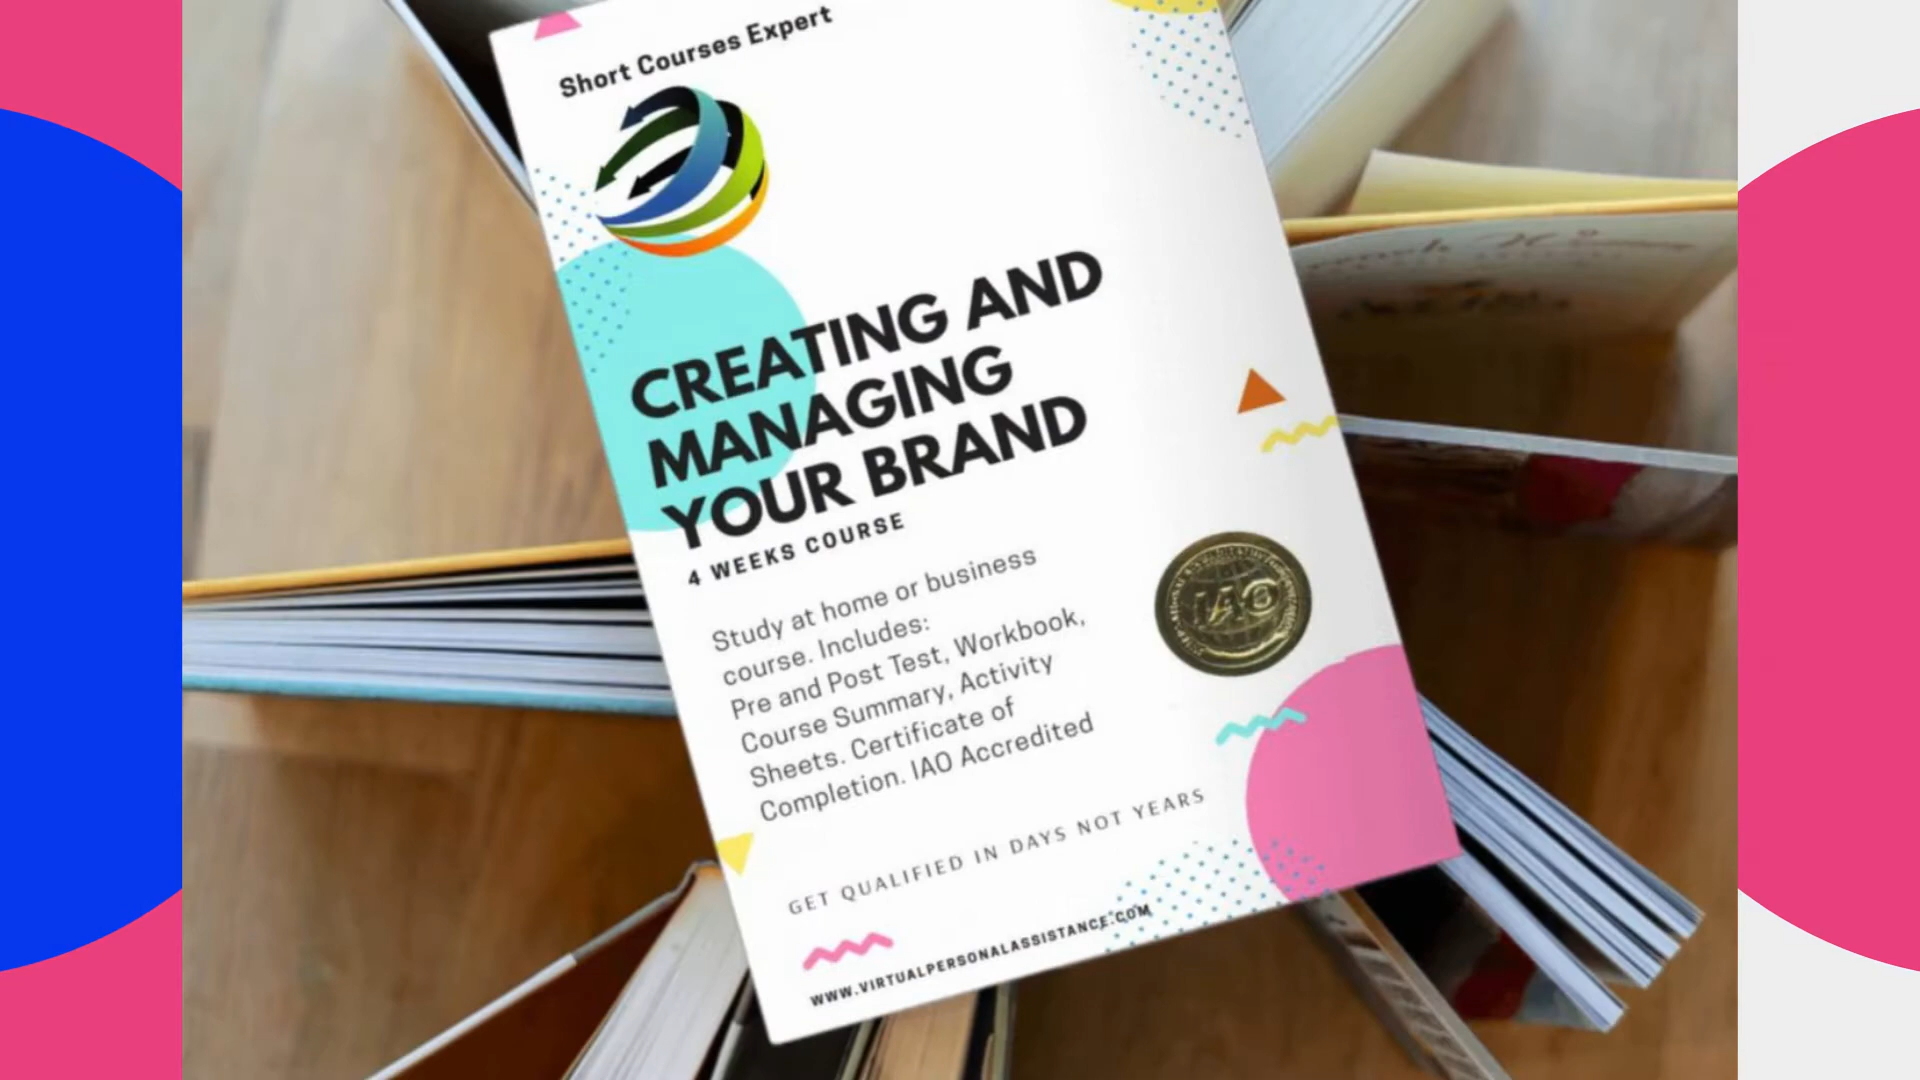 Short Courses Expert
CREATING AND
MANAGING
YOUR BRAND
4 WEEKS COURSE
Study at home or business
course. Includes:
Pre and Post Test, Workbook,
Course Summary, Activity
Sheets. Certificate of
Completion. IAO Accredited
IAO
GET QUALIFIED IN DAYS NOT YEARS
WWW.VIRTUALPERSONALASSISTANCE.COM